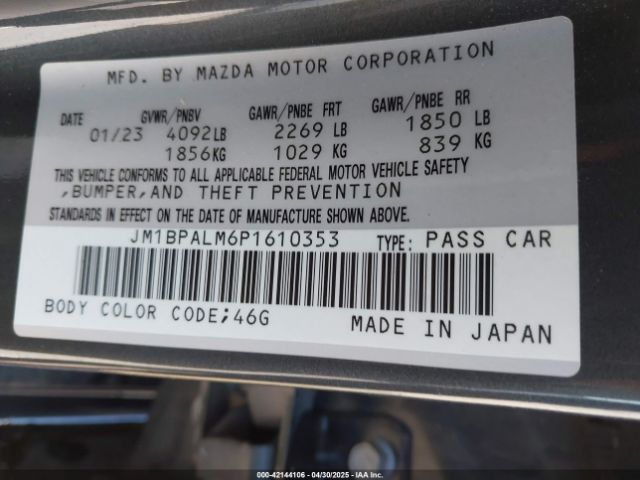 MFD. BY MAZDA MOTOR CORPORATION
DATE GVWR/PNBV GAWR/PNBE FRT GAWR/PNBE RR
01/23 4092LB 2269 LB 1850 LB
1856KG 1029 KG 839 KG
THIS VEHICLE CONFORMS TO ALL APPLICABLE FEDERAL MOTOR VEHICLE SAFETY
,BUMPER,AND THEFT PREVENTION
STANDARDS IN EFFECT ON THE DATE OF MANUFACTURE SHOWN ABOVE.
JM1BPALM6P1610353 TYPE: PASS CAR
BODY COLOR CODE;46G MADE IN JAPAN
000-42144106 - 04/30/2025 - IAA Inc.